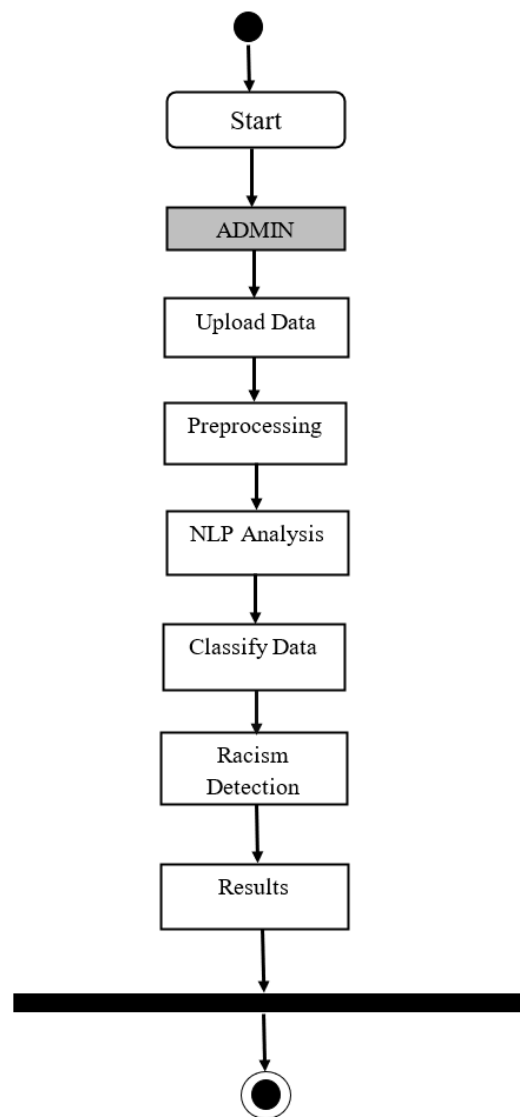 Start
ADMIN
Upload Data
Preprocessing
NLP Analysis
Classify Data
Racism
Detection
Results